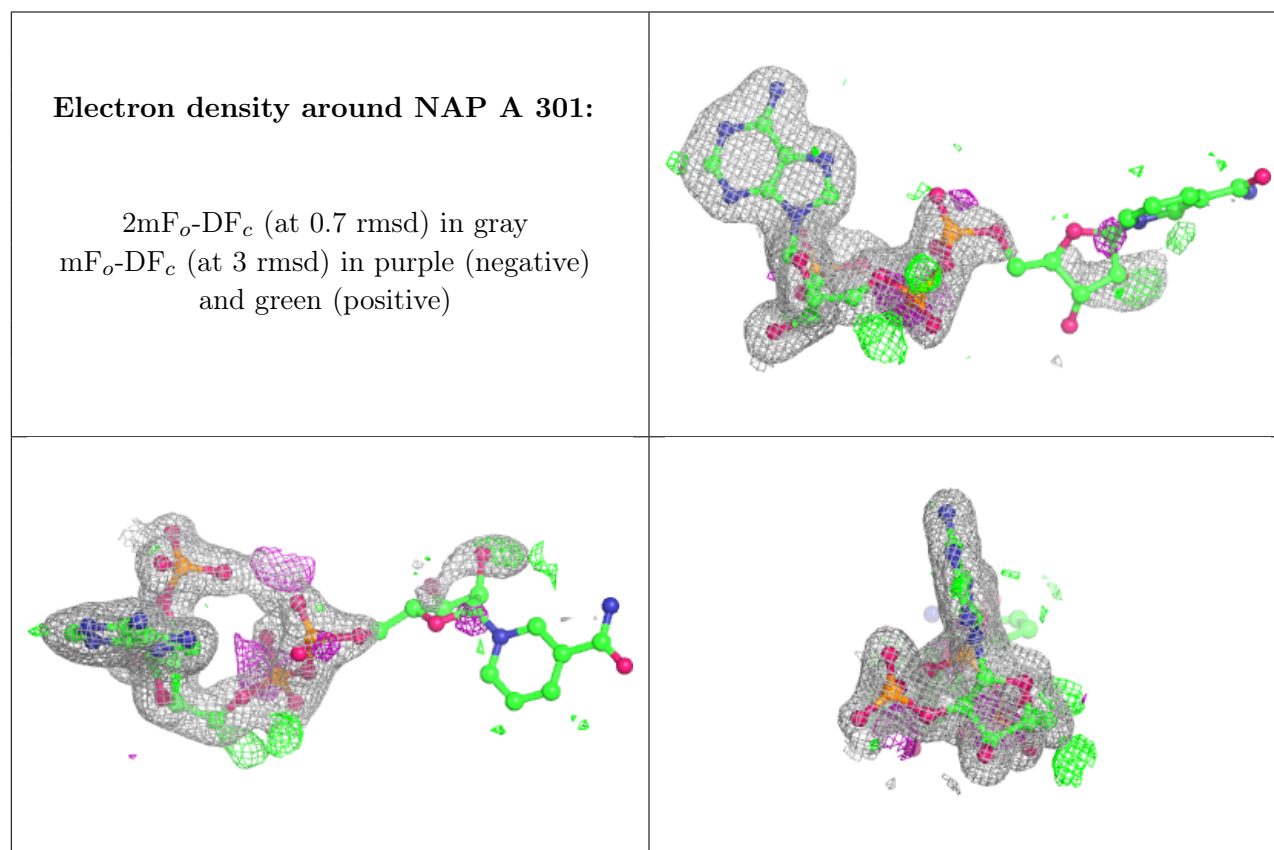 Electron density around NAP A 301:
2mFₒ-DF𝒸 (at 0.7 rmsd) in gray
mFₒ-DF𝒸 (at 3 rmsd) in purple (negative)
and green (positive)